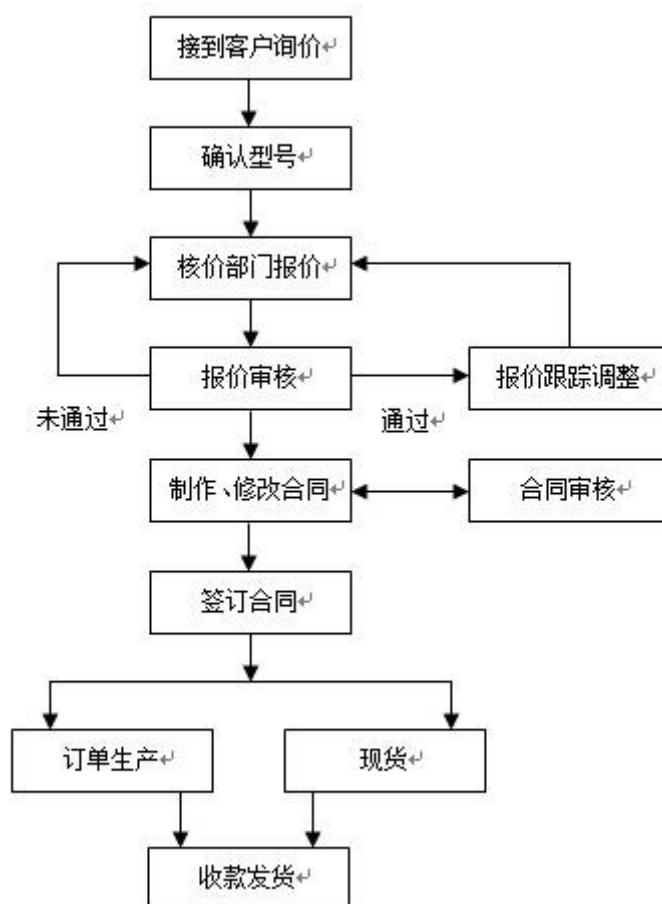 接到客户询价
确认型号
核价部门报价
报价审核
报价跟踪调整
未通过
通过
制作、修改合同
合同审核
签订合同
订单生产
现货
收款发货